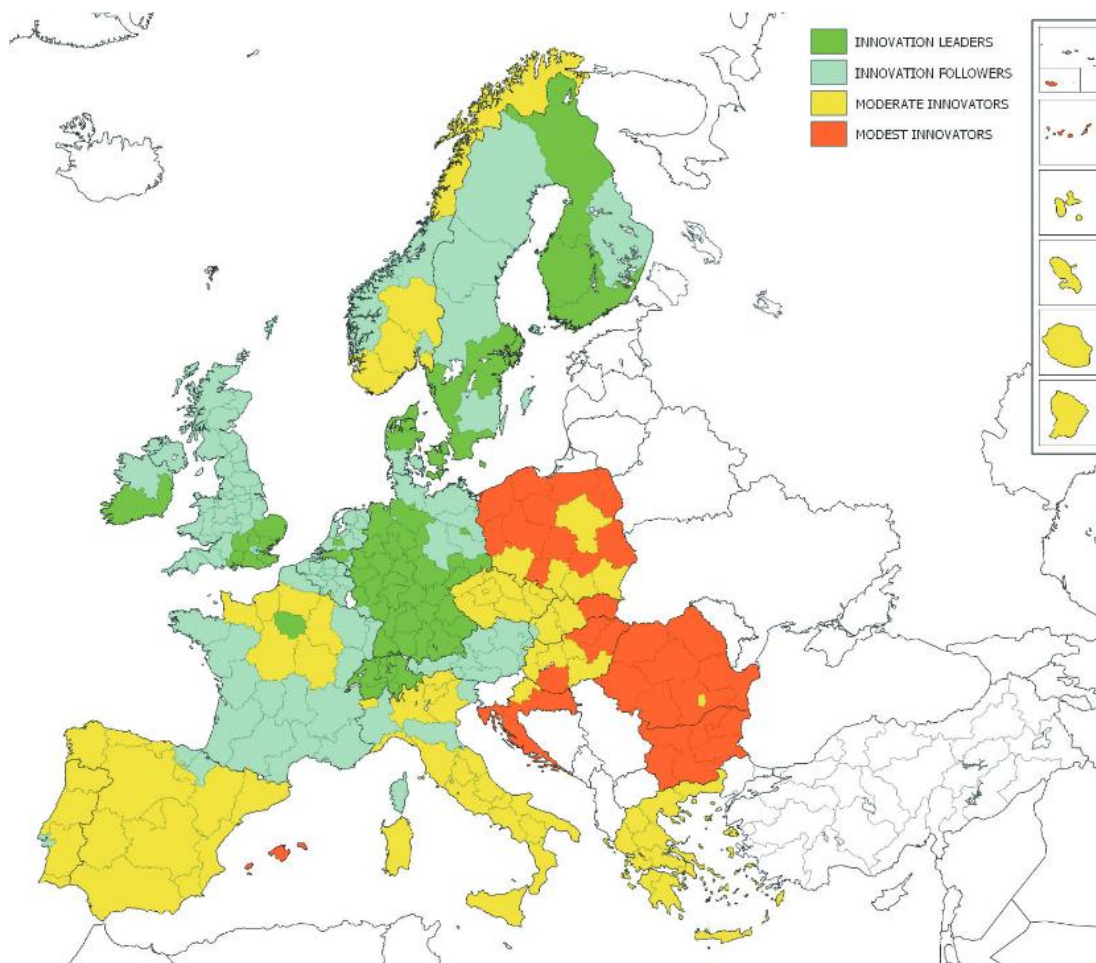 INNOVATION LEADERS
INNOVATION FOLLOWERS
MODERATE INNOVATORS
MODEST INNOVATORS